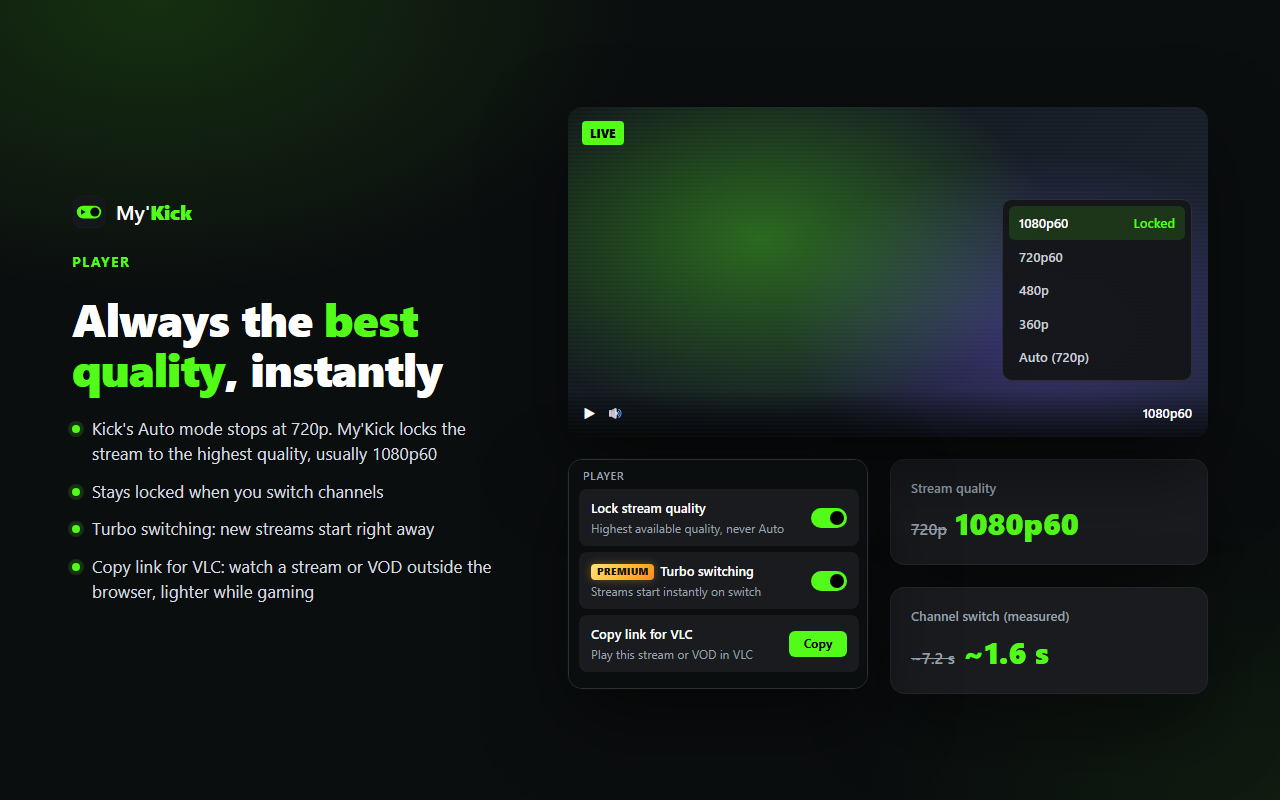 My'Kick
PLAYER
Always the best
quality, instantly
Kick's Auto mode stops at 720p. My'Kick locks the
stream to the highest quality, usually 1080p60
Stays locked when you switch channels
Turbo switching: new streams start right away
Copy link for VLC: watch a stream or VOD outside the
browser, lighter while gaming
LIVE
1080p60 Locked
720p60
480p
360p
Auto (720p)
1080p60
PLAYER
Lock stream quality
Highest available quality, never Auto
PREMIUM Turbo switching
Streams start instantly on switch
Copy link for VLC
Play this stream or VOD in VLC
Copy
Stream quality
720p 1080p60
Channel switch (measured)
~7.2 s ~1.6 s